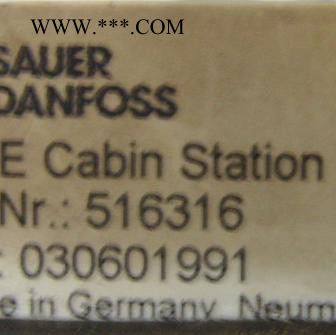 WWW.***.COM
SAUER
DANFOSS
E Cabin Station
Nr.: 516316
: 030601991
e in Germany, Neum